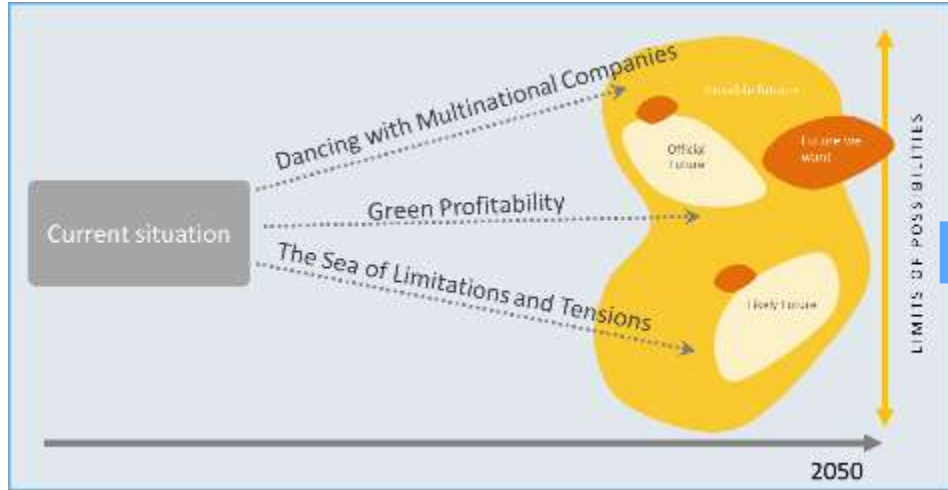 Dancing with Multinational Companies
Official
Future
Future we
want
Current situation
Green Profitability
The Sea of Limitations and Tensions
Likely Future
LIMITS OF POSSIBILITIES
2050